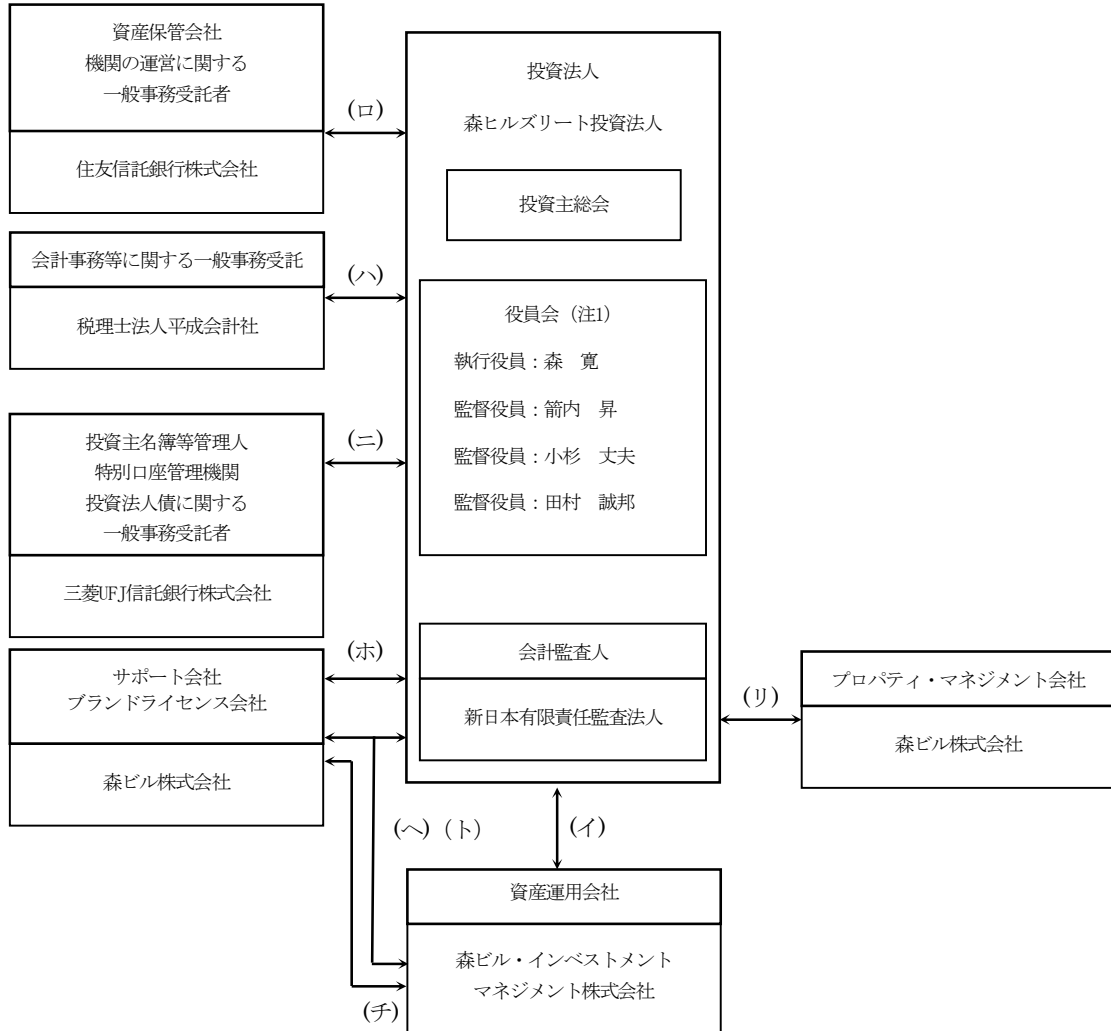 資産保管会社
機関の運営に関する
一般事務受託者
住友信託銀行株式会社
(ロ)
会計事務等に関する一般事務受託
税理士法人平成会計社
(ハ)
投資主名簿等管理人
特別口座管理機関
投資法人債に関する
一般事務受託者
三菱UFJ信託銀行株式会社
(ニ)
サポート会社
ブランドライセンス会社
森ビル株式会社
(ホ)
(ヘ)(ト)
(チ)
投資法人
森ヒルズリート投資法人
投資主総会
役員会（注1）
執行役員：森　寛
監督役員：箭内　昇
監督役員：小杉　丈夫
監督役員：田村　誠邦
会計監査人
新日本有限責任監査法人
(イ)
資産運用会社
森ビル・インベストメント
マネジメント株式会社
(リ)
プロパティ・マネジメント会社
森ビル株式会社